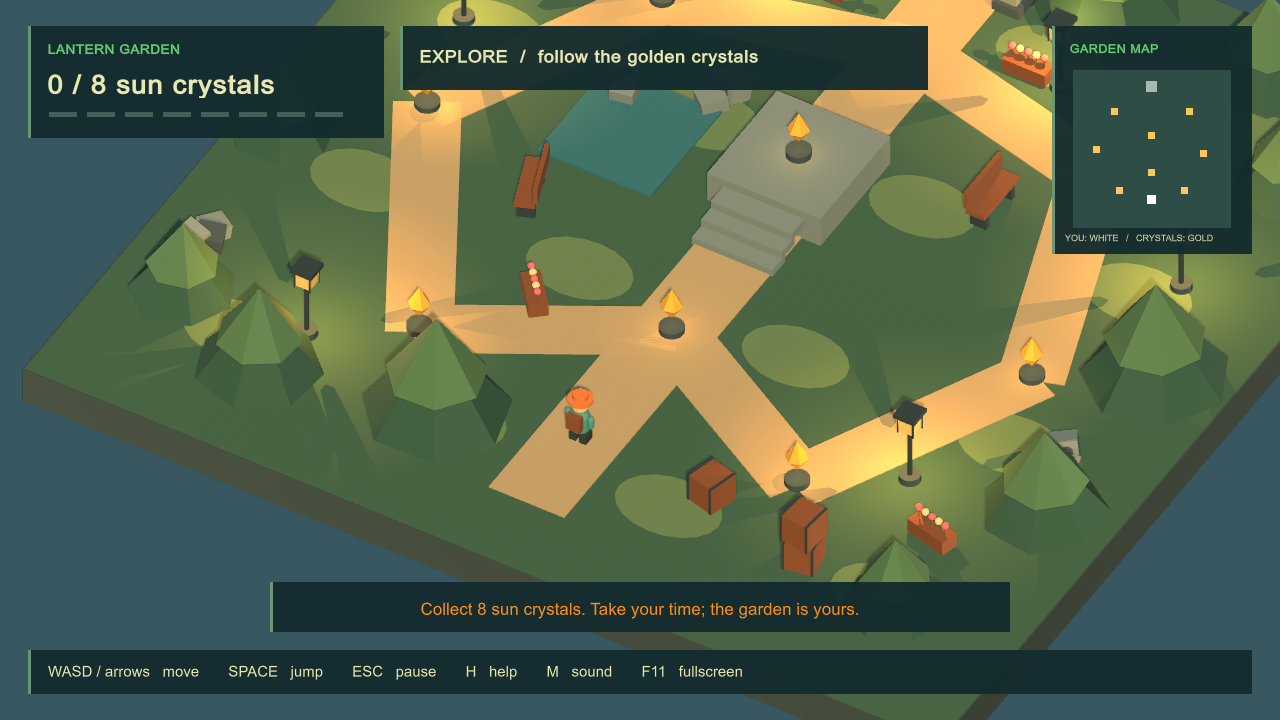 LANTERN GARDEN
0 / 8 sun crystals
EXPLORE / follow the golden crystals
GARDEN MAP
YOU: WHITE / CRYSTALS: GOLD
Collect 8 sun crystals. Take your time; the garden is yours.
WASD / arrows move SPACE jump ESC pause H help M sound F11 fullscreen